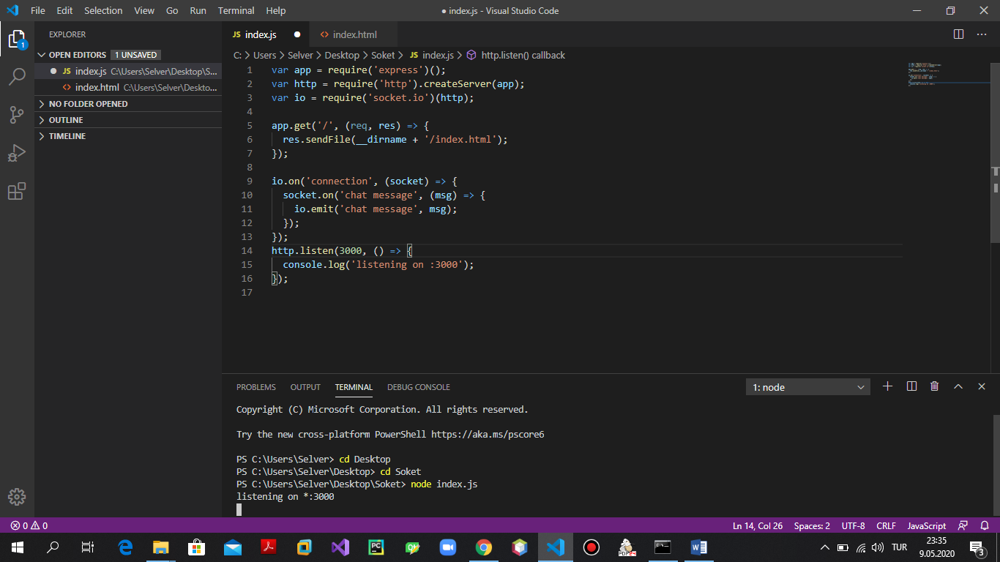 File Edit Selection View Go Run Terminal Help
● index.js - Visual Studio Code
1
EXPLORER
OPEN EDITORS 1 UNSAVED
JS index.js C:\Users\Selver\Desktop\S...
<> index.html C:\Users\Selver\Deskto...
NO FOLDER OPENED
OUTLINE
TIMELINE
JS index.js ●
<> index.html
C: > Users > Selver > Desktop > Soket > JS index.js > http.listen() callback
1 var app = require('express')();
2 var http = require('http').createServer(app);
3 var io = require('socket.io')(http);
4
5 app.get('/', (req, res) => {
6   res.sendFile(__dirname + '/index.html');
7 });
8
9 io.on('connection', (socket) => {
10   socket.on('chat message', (msg) => {
11     io.emit('chat message', msg);
12   });
13 });
14 http.listen(3000, () => {
15   console.log('listening on :3000');
16 });
17
PROBLEMS OUTPUT TERMINAL DEBUG CONSOLE
1: node
Copyright (C) Microsoft Corporation. All rights reserved.
Try the new cross-platform PowerShell https://aka.ms/pscore6
PS C:\Users\Selver> cd Desktop
PS C:\Users\Selver\Desktop> cd Soket
PS C:\Users\Selver\Desktop\Soket> node index.js
listening on *:3000
0 0
Ln 14, Col 26 Spaces: 2 UTF-8 CRLF JavaScript
TUR
23:35
9.05.2020
3